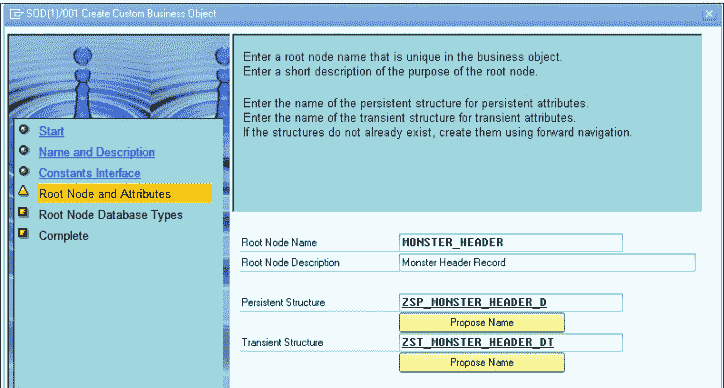 SOD(1)/001 Create Custom Business Object
Enter a root node name that is unique in the business object.
Enter a short description of the purpose of the root node.
Enter the name of the persistent structure for persistent attributes.
Enter the name of the transient structure for transient attributes.
If the structures do not already exist, create them using forward navigation.
Start
Name and Description
Constants Interface
Root Node and Attributes
Root Node Database Types
Complete
Root Node Name MONSTER_HEADER
Root Node Description Monster Header Record
Persistent Structure ZSP_MONSTER_HEADER_D
Propose Name
Transient Structure ZST_MONSTER_HEADER_DT
Propose Name